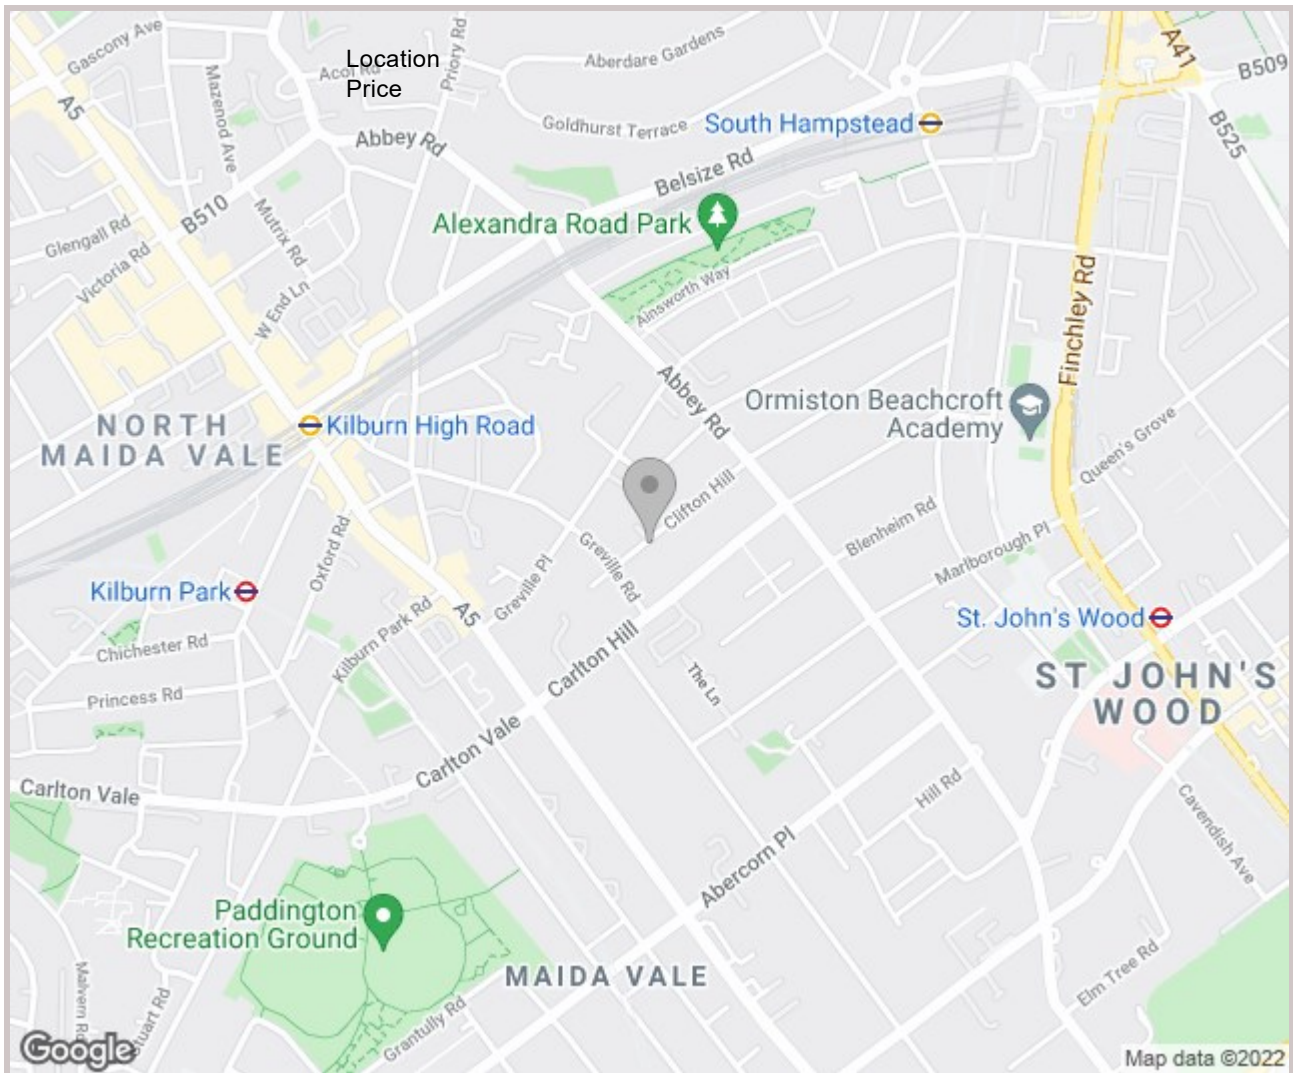 Gascony Ave
A5
Mazenod Ave
Acol Rd
Location
Price
Priory Rd
Aberdare Gardens
A41
B509
B525
Abbey Rd
Goldhurst Terrace
South Hampstead
Belsize Rd
B510
Mutrix Rd
Alexandra Road Park
Glengall Rd
Victoria Rd
W End Ln
Ainsworth Way
Finchley Rd
Abbey Rd
Ormiston Beachcroft
Academy
NORTH
MAIDA VALE
Kilburn High Road
Queen's Grove
Clifton Hill
Blenheim Rd
Marlborough Pl
Oxford Rd
Greville Pl
Greville Rd
Kilburn Park
A5
Kilburn Park Rd
St. John's Wood
Chichester Rd
Carlton Hill
The Ln
ST JOHN'S
WOOD
Princess Rd
Carlton Vale
Carlton Vale
Hill Rd
Cavendish Ave
Abercorn Pl
Paddington
Recreation Ground
MAIDA VALE
Elm Tree Rd
Malvern Rd
tuart Rd
Grantully Rd
Google
Map data ©2022